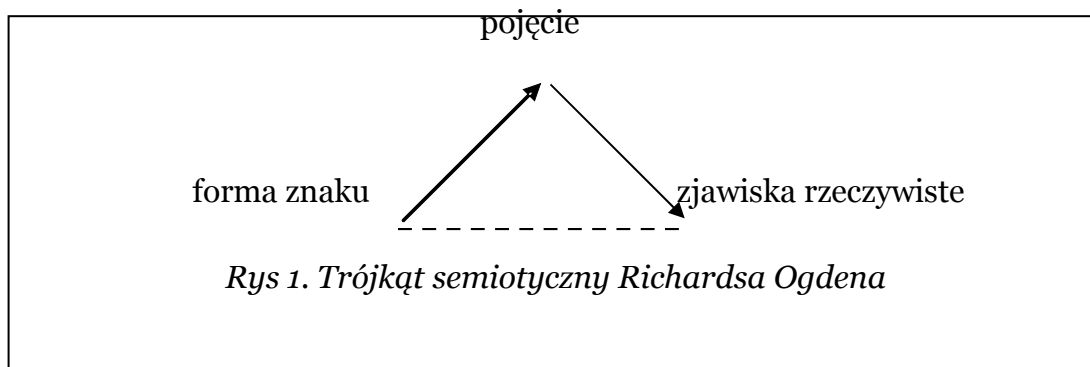 pojęcie
forma znaku zjawiska rzeczywiste
Rys 1. Trójkąt semiotyczny Richardsa Ogdena